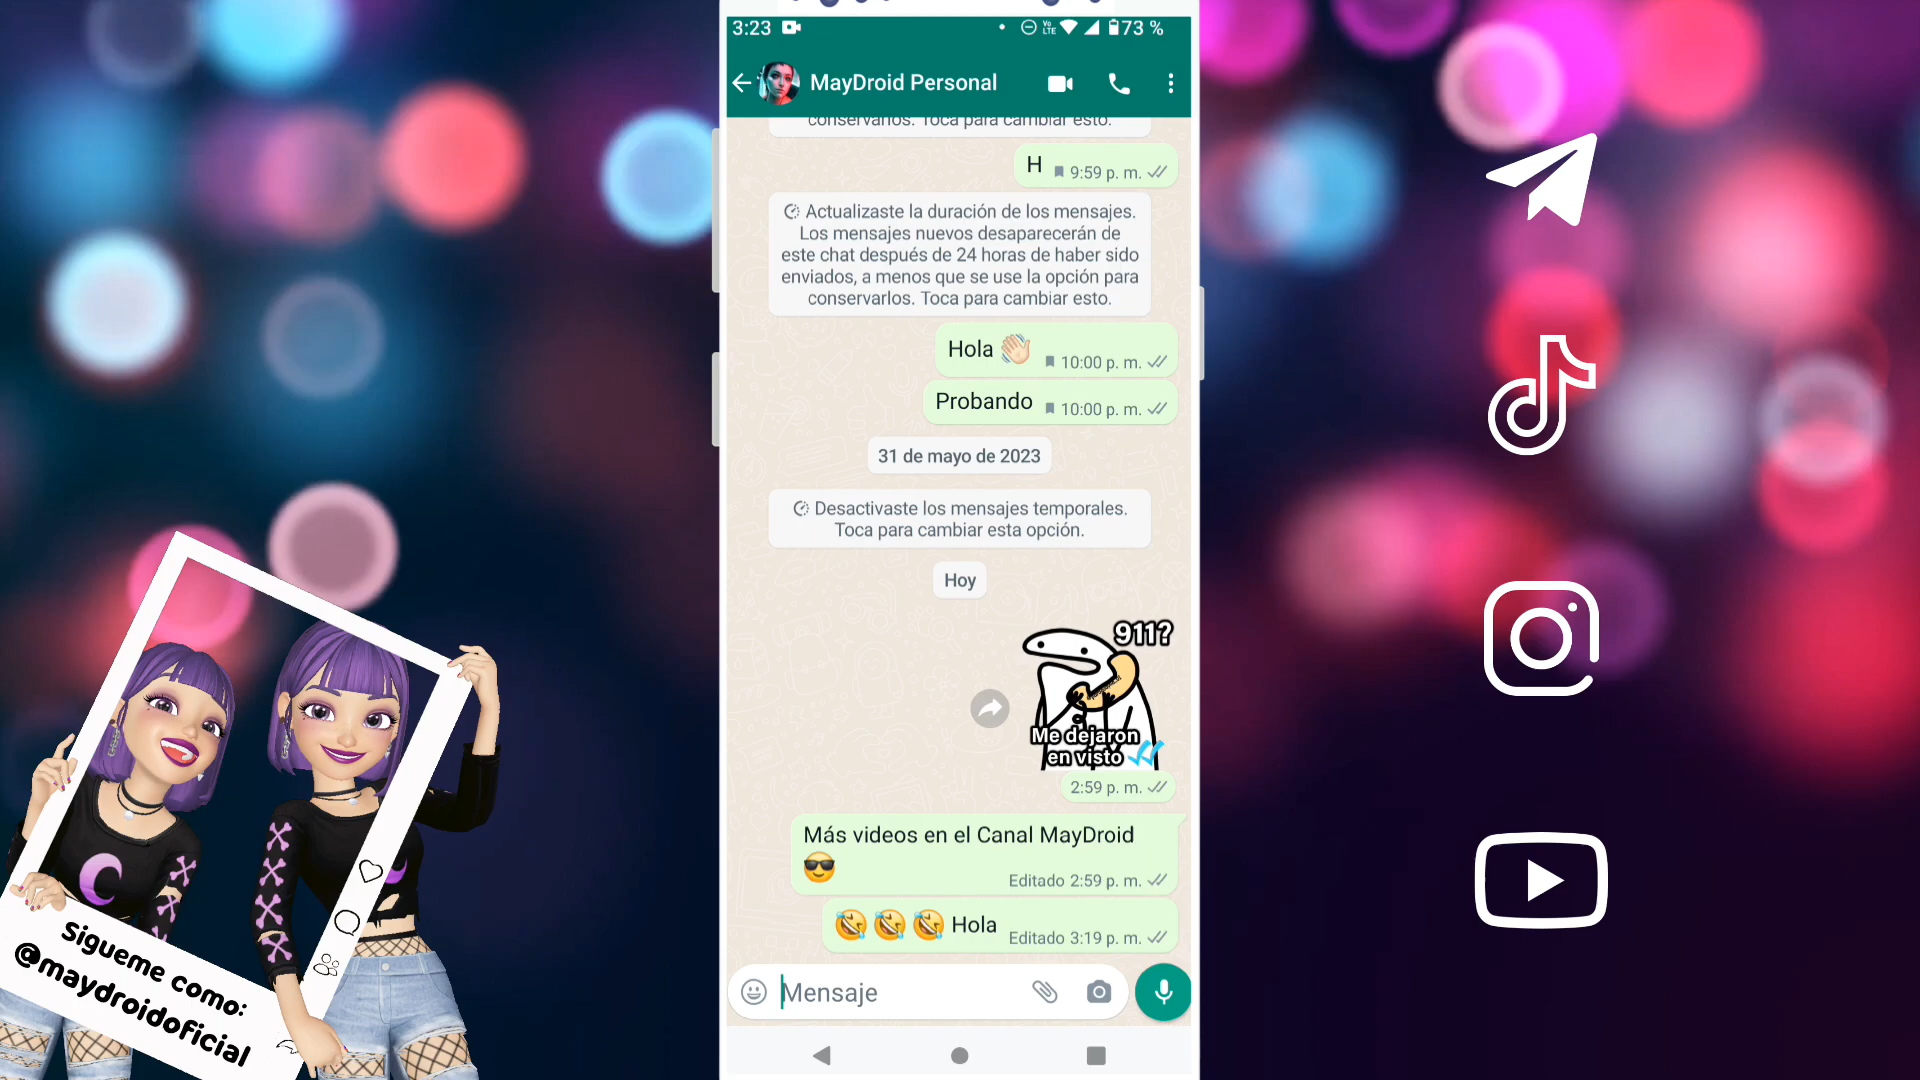 3:23
Vo
LTE
73 %
MayDroid Personal
conservarlos. Toca para cambiar esto.
H 9:59 p. m.
Actualizaste la duración de los mensajes.
Los mensajes nuevos desaparecerán de
este chat después de 24 horas de haber sido
enviados, a menos que se use la opción para
conservarlos. Toca para cambiar esto.
Hola 👋🏻 10:00 p. m.
Probando 10:00 p. m.
31 de mayo de 2023
Desactivaste los mensajes temporales.
Toca para cambiar esta opción.
Hoy
911?
Me dejaron
en visto
2:59 p. m.
Más videos en el Canal MayDroid
😎 Editado 2:59 p. m.
🤣 🤣 🤣 Hola Editado 3:19 p. m.
Mensaje
Sigueme como:
@maydroidoficial